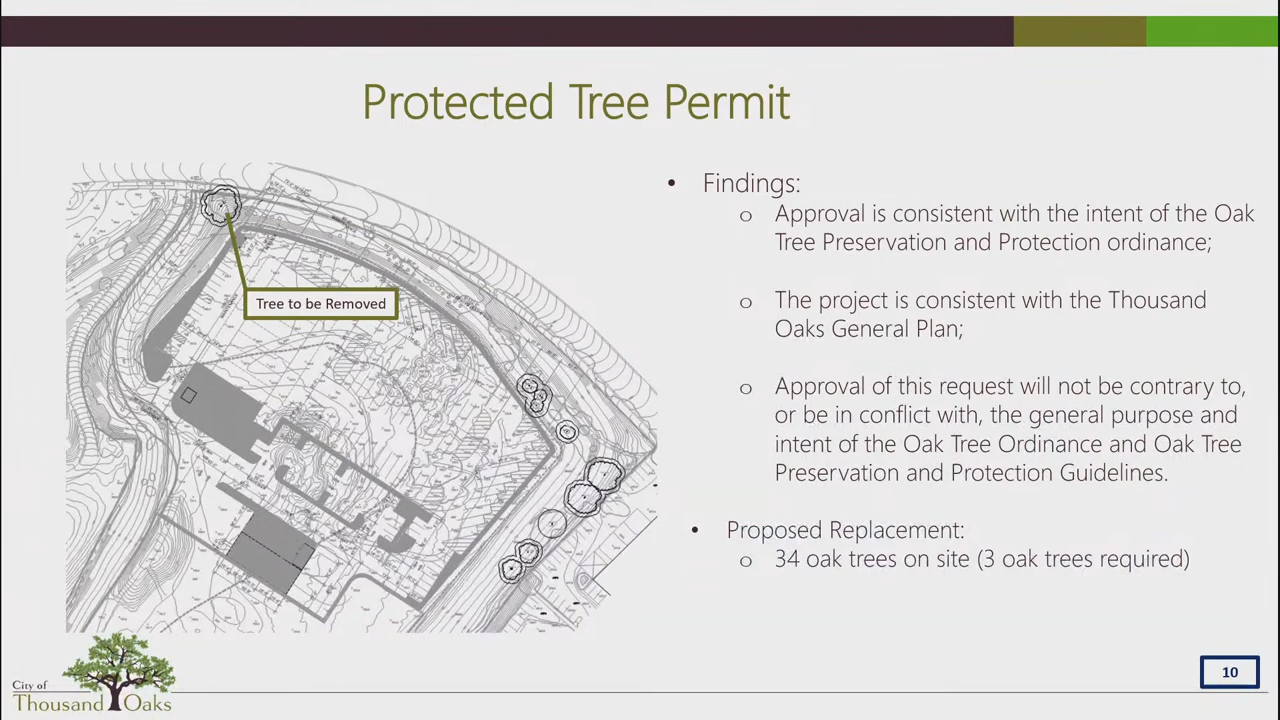 Protected Tree Permit
Tree to be Removed
• Findings:
o Approval is consistent with the intent of the Oak
Tree Preservation and Protection ordinance;
o The project is consistent with the Thousand
Oaks General Plan;
o Approval of this request will not be contrary to,
or be in conflict with, the general purpose and
intent of the Oak Tree Ordinance and Oak Tree
Preservation and Protection Guidelines.
• Proposed Replacement:
o 34 oak trees on site (3 oak trees required)
City of
Thousand Oaks
10